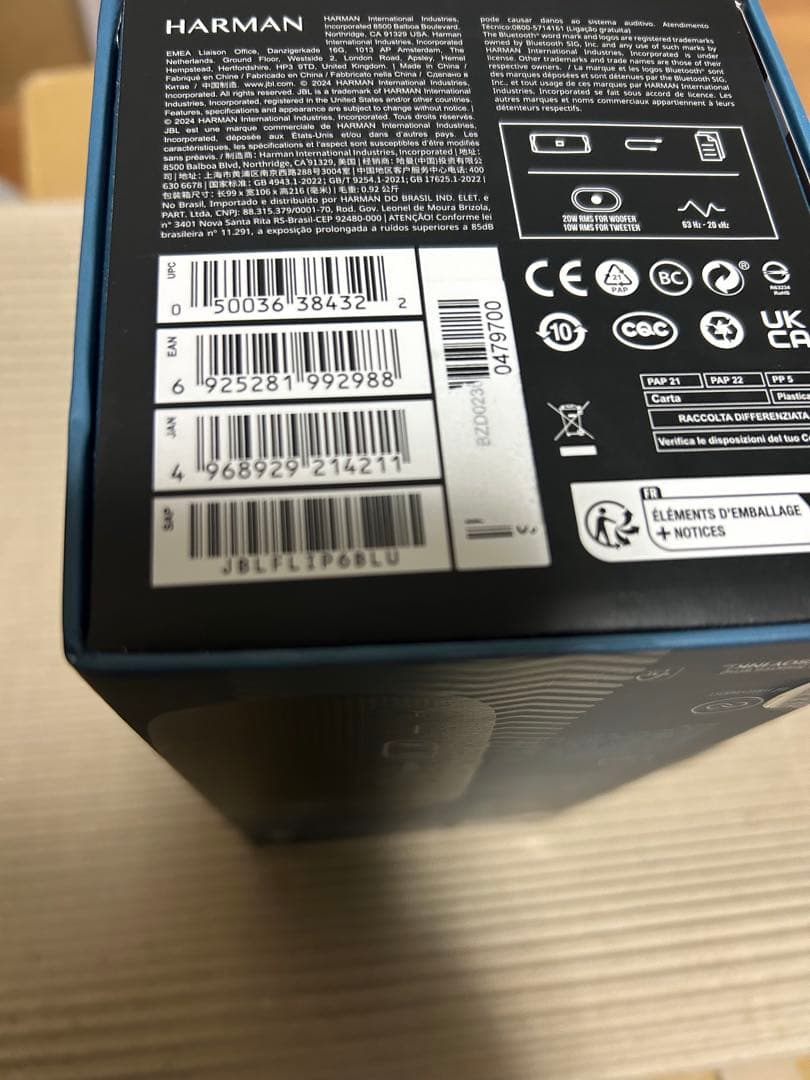 HARMAN
HARMAN International Industries,
Incorporated 8500 Balboa Boulevard,
Northridge, CA 91329 USA. Harman
International Industries, Incorporated
EMEA Liaison Office, Danzigerkade 16G, 1013 AP Amsterdam, The
Netherlands. Ground Floor, Westside 2, London Road, Apsley, Hemel
Hempstead, Hertfordshire, HP3 9TD, United Kingdom. | Made in China /
Fabriqué en Chine / Fabricado en China / Fabbricato nella China / Сделано в
Китае / 中国制造 www.jbl.com © 2024 HARMAN International Industries,
Incorporated. All rights reserved. JBL is a trademark of HARMAN International
Industries, Incorporated, registered in the United States and/or other countries.
Features, specifications and appearance are subject to change without notice. |
© 2024 HARMAN International Industries, Incorporated. Tous droits réservés.
JBL est une marque commerciale de HARMAN International Industries,
Incorporated, déposée aux États-Unis et/ou dans d'autres pays. Les
caractéristiques, les spécifications et l'aspect sont susceptibles d'être modifiés
sans préavis. / 制造商: Harman International Industries, Incorporated | 地址:
8500 Balboa Blvd, Northridge, CA 91329, 美国 | 经销商: 哈曼(中国)投资有限公
司 | 地址: 上海市黄浦区南京西路288号3004室 | 中国地区客户服务中心电话: 400
630 6678 | 国家标准: GB 4943.1-2022; GB/T 9254.1-2021; GB 17625.1-2022 |
包装箱尺寸: 长99 x 宽106 x 高216 (毫米) | 毛重: 0.92 公斤
No Brasil, Importado e distribuído por HARMAN DO BRASIL IND. ELET. e
PART. Ltda, CNPJ: 88.315.379/0001-70, Rod. Gov. Leonel de Moura Brizola,
n° 3401 Nova Santa Rita RS-Brasil-CEP 92480-000 | ATENÇÃO! Conforme lei
brasileira n° 11.291, a exposição prolongada a ruídos superiores a 85dB
pode causar danos ao sistema auditivo. Atendimento
Técnico:0800-5714161 (Ligação gratuita)
The Bluetooth® word mark and logos are registered trademarks
owned by Bluetooth SIG, Inc. and any use of such marks by
HARMAN International Industries, Incorporated is under
license. Other trademarks and trade names are those of their
respective owners. / La marque et les logos Bluetooth® sont
des marques déposées et sont détenues par the Bluetooth SIG,
Inc., et tout usage de ces marques par HARMAN International
Industries, Incorporated se fait sous accord de licence. Les
autres marques et noms commerciaux appartiennent à leurs
détenteurs respectifs.
20W RMS FOR WOOFER
10W RMS FOR TWEETER
63 Hz - 20 kHz
UPC
0 50036 38432 2
EAN
6 925281 992988
JAN
4 968929 214211
SAP
JBLFLIP6BLU
0479700
CE
21
PAP
BC
®
RoHS
10
CQC
UK
CA
PAP 21
PAP 22
PP 5
Carta
Plastica
RACCOLTA DIFFERENZIATA
Verifica le disposizioni del tuo
FR
ÉLÉMENTS D'EMBALLAGE
+ NOTICES